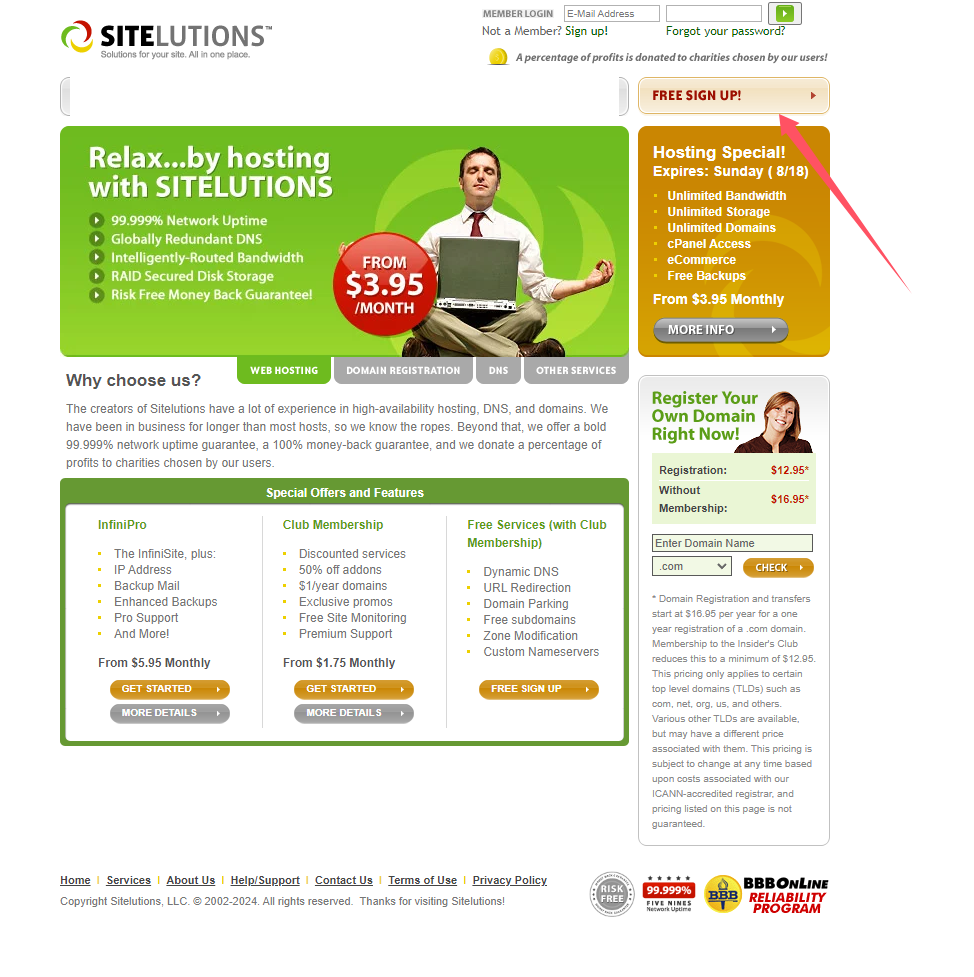 SITELUTIONS™
Solutions for your site. All in one place.
MEMBER LOGIN
E-Mail Address
Not a Member? Sign up!
Forgot your password?
A percentage of profits is donated to charities chosen by our users!
FREE SIGN UP!
Relax...by hosting
with SITELUTIONS
99.999% Network Uptime
Globally Redundant DNS
Intelligently-Routed Bandwidth
RAID Secured Disk Storage
Risk Free Money Back Guarantee!
FROM
$3.95
/MONTH
Hosting Special!
Expires: Sunday ( 8/18)
Unlimited Bandwidth
Unlimited Storage
Unlimited Domains
cPanel Access
eCommerce
Free Backups
From $3.95 Monthly
MORE INFO
WEB HOSTING
DOMAIN REGISTRATION
DNS
OTHER SERVICES
Why choose us?
The creators of Sitelutions have a lot of experience in high-availability hosting, DNS, and domains. We
have been in business for longer than most hosts, so we know the ropes. Beyond that, we offer a bold
99.999% network uptime guarantee, a 100% money-back guarantee, and we donate a percentage of
profits to charities chosen by our users.
Special Offers and Features
InfiniPro
The InfiniSite, plus:
IP Address
Backup Mail
Enhanced Backups
Pro Support
And More!
From $5.95 Monthly
GET STARTED
MORE DETAILS
Club Membership
Discounted services
50% off addons
$1/year domains
Exclusive promos
Free Site Monitoring
Premium Support
From $1.75 Monthly
GET STARTED
MORE DETAILS
Free Services (with Club
Membership)
Dynamic DNS
URL Redirection
Domain Parking
Free subdomains
Zone Modification
Custom Nameservers
FREE SIGN UP
Register Your
Own Domain
Right Now!
Registration: $12.95*
Without
Membership: $16.95*
Enter Domain Name
.com
CHECK
* Domain Registration and transfers
start at $16.95 per year for a one
year registration of a .com domain.
Membership to the Insider's Club
reduces this to a minimum of $12.95.
This pricing only applies to certain
top level domains (TLDs) such as
com, net, org, us, and others.
Various other TLDs are available,
but may have a different price
associated with them. This pricing is
subject to change at any time based
upon costs associated with our
ICANN-accredited registrar, and
pricing listed on this page is not
guaranteed.
Home | Services | About Us | Help/Support | Contact Us | Terms of Use | Privacy Policy
Copyright Sitelutions, LLC. © 2002-2024. All rights reserved. Thanks for visiting Sitelutions!
RISK
FREE
99.999%
FIVE NINES
Network Uptime
BBB
BBBOnLine
RELIABILITY
PROGRAM